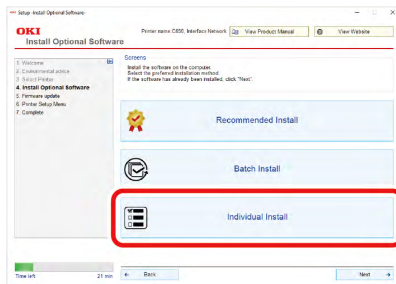 Setup -Install Optional Software-
OKI
Install Optional Software
Printer name C650, Interface Network
View Product Manual
View Website
1. Welcome
2. Environmental advice
3. Select Printer
4. Install Optional Software
5. Firmware update
6. Printer Setup Menu
7. Complete
Screens
Install the software on the computer.
Select the preferred installation method.
If the software has already been installed, click "Next".
Recommended Install
Batch Install
Individual Install
Time left
21 min
Back
Next